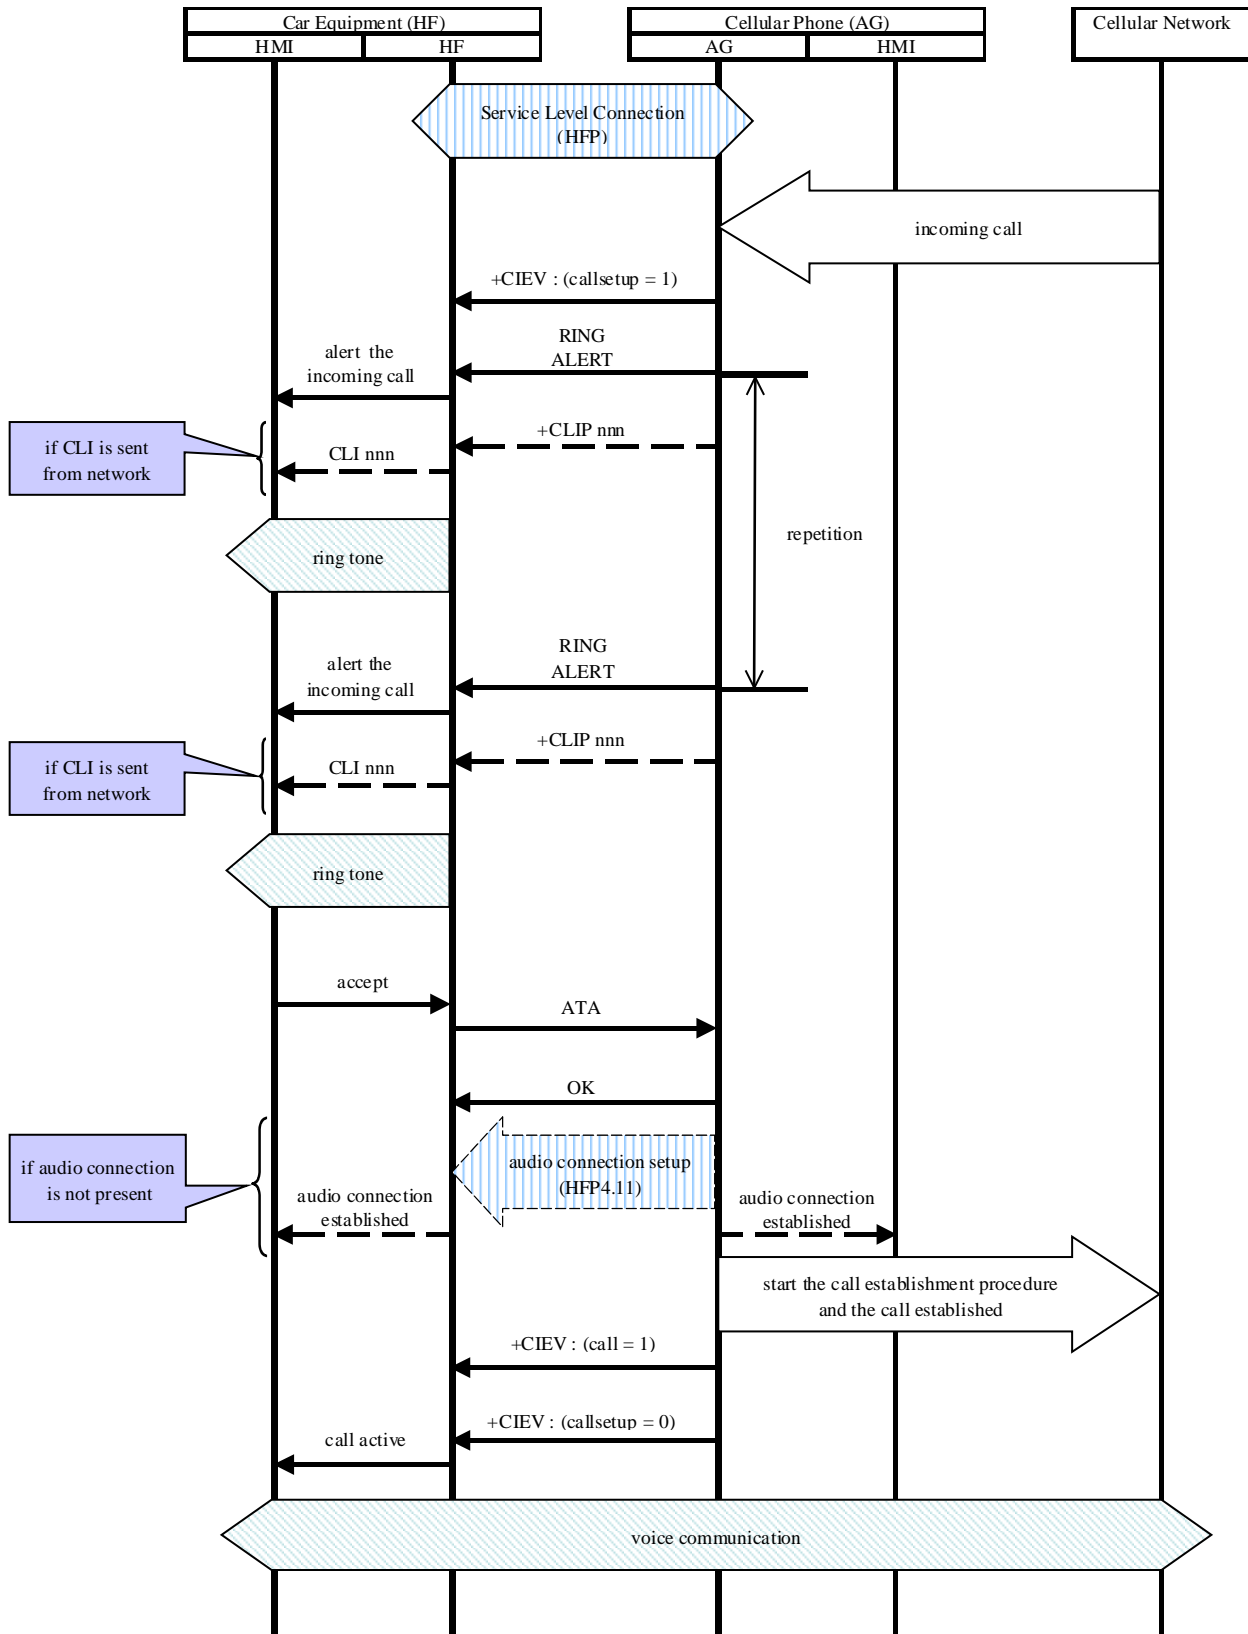 Car Equipment (HF)
Cellular Phone (AG)
Cellular Network
HMI
HF
AG
HMI
Service Level Connection
(HFP)
incoming call
+CIEV : (callsetup = 1)
RING
ALERT
alert the
incoming call
+CLIP nnn
if CLI is sent
from network
CLI nnn
repetition
ring tone
RING
ALERT
alert the
incoming call
+CLIP nnn
if CLI is sent
from network
CLI nnn
ring tone
accept
ATA
OK
if audio connection
is not present
audio connection setup
(HFP4.11)
audio connection
established
audio connection
established
start the call establishment procedure
and the call established
+CIEV : (call = 1)
+CIEV : (callsetup = 0)
call active
voice communication